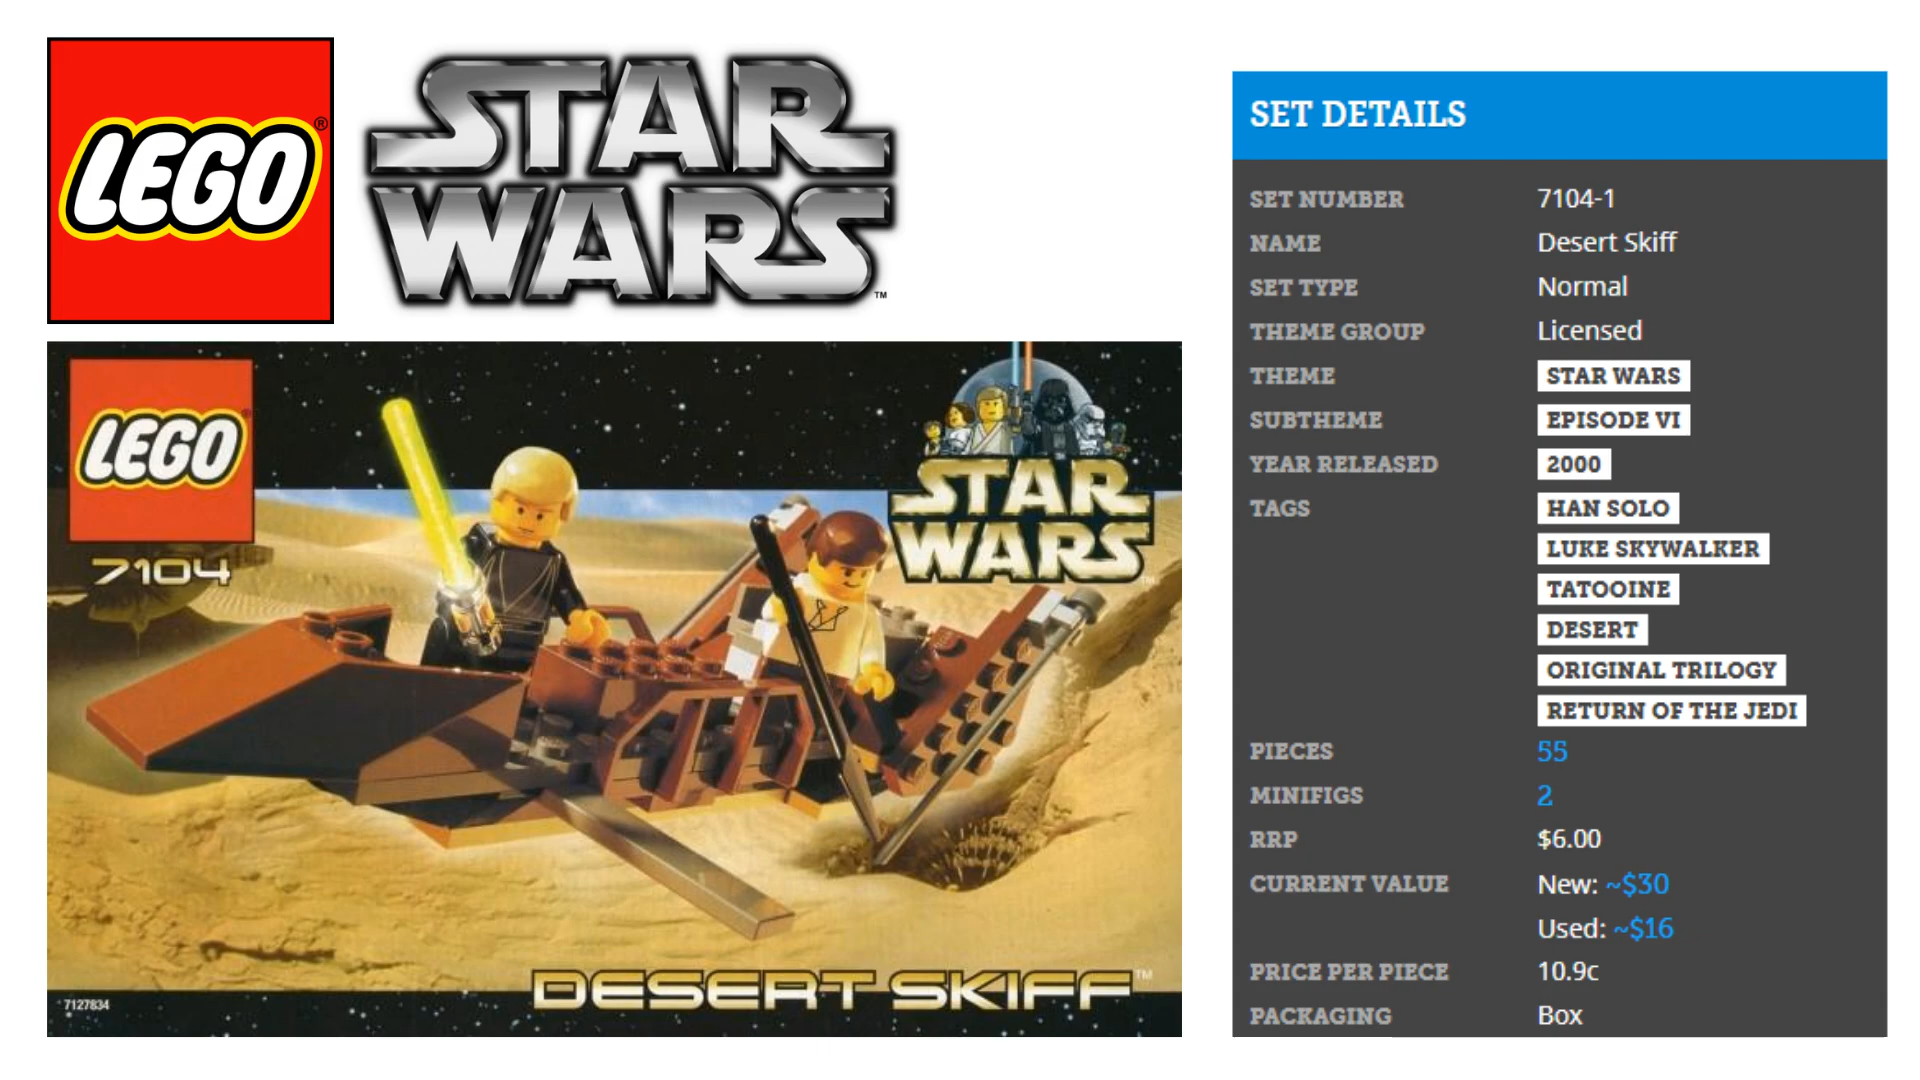 LEGO®
STAR
WARS™
LEGO
7104
STAR
WARS™
DESERT SKIFF™
7127834
SET DETAILS
SET NUMBER 7104-1
NAME Desert Skiff
SET TYPE Normal
THEME GROUP Licensed
THEME STAR WARS
SUBTHEME EPISODE VI
YEAR RELEASED 2000
TAGS HAN SOLO
LUKE SKYWALKER
TATOOINE
DESERT
ORIGINAL TRILOGY
RETURN OF THE JEDI
PIECES 55
MINIFIGS 2
RRP $6.00
CURRENT VALUE New: ~$30
Used: ~$16
PRICE PER PIECE 10.9c
PACKAGING Box